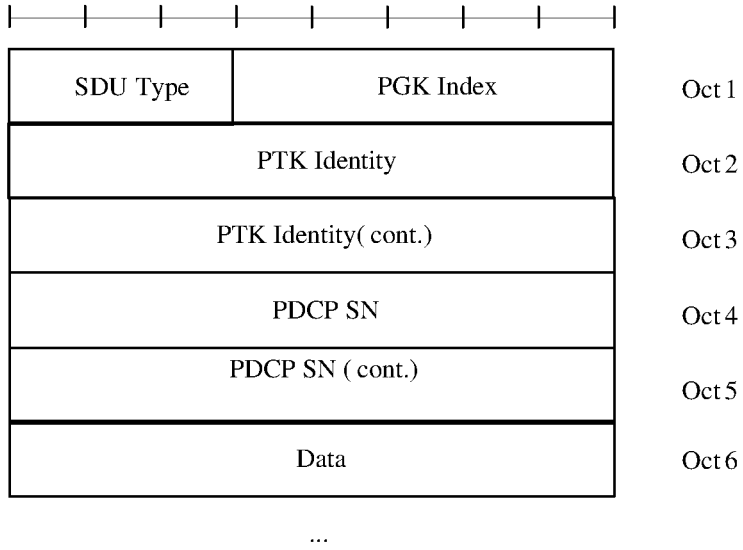 SDU Type PGK Index Oct 1
PTK Identity Oct 2
PTK Identity( cont.) Oct 3
PDCP SN Oct 4
PDCP SN ( cont.) Oct 5
Data Oct 6
...